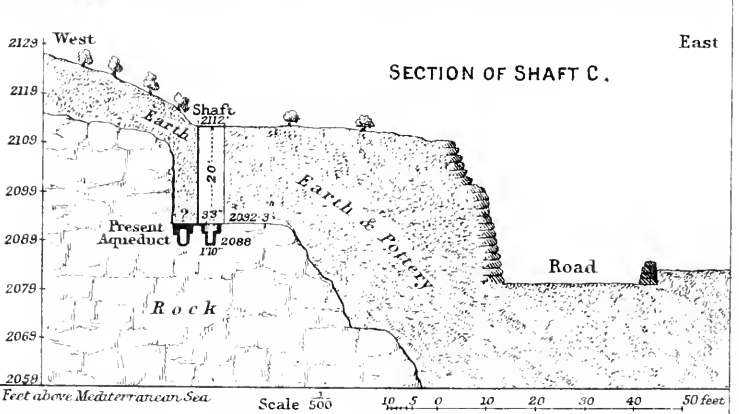 West
East
SECTION OF SHAFT C.
2129
2119
2109
2099
2089
2079
2069
2059
Shaft
2112'
Earth
20'
Earth & Pottery
?
3'3"
2092·3
Present
Aqueduct
2088
1'10"
Road
Rock
Feet above Mediterranean Sea
Scale 1/500
10 5 0 10 20 30 40 50 feet